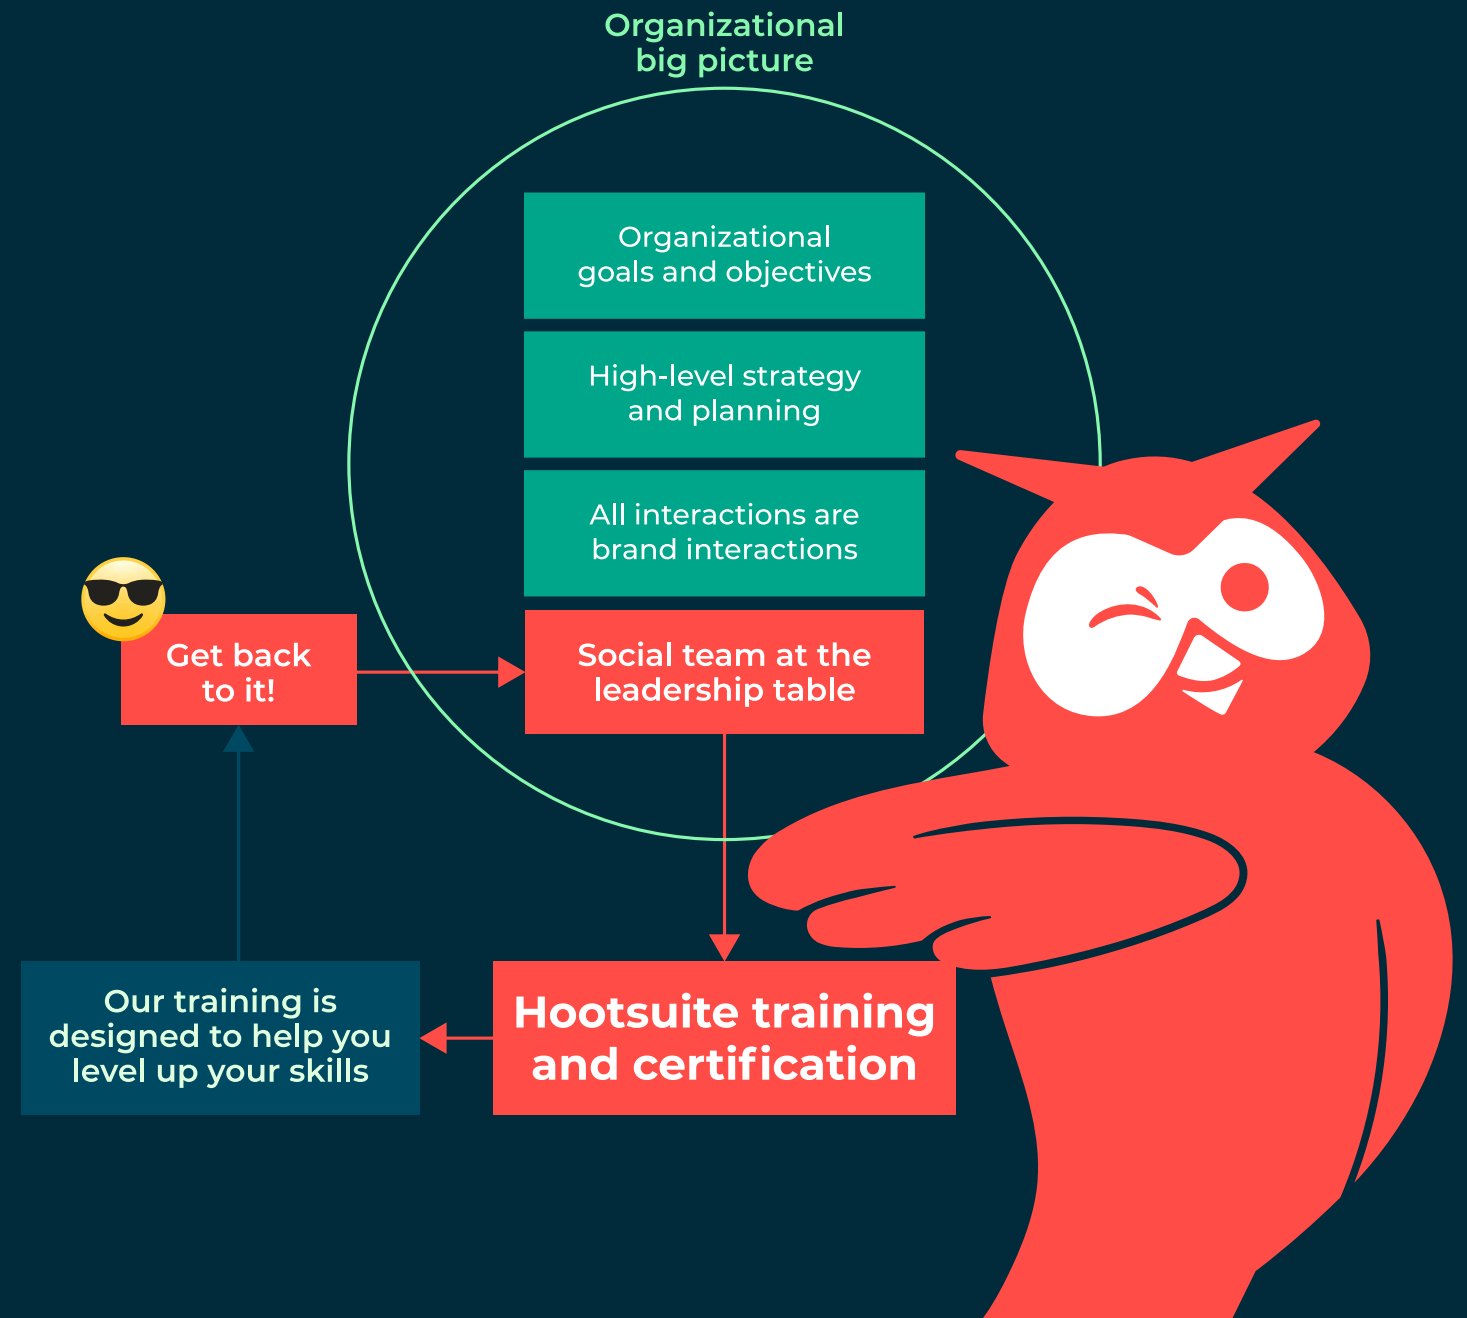 Organizational
big picture
Organizational
goals and objectives
High-level strategy
and planning
All interactions are
brand interactions
Get back
to it!
Social team at the
leadership table
Our training is
designed to help you
level up your skills
Hootsuite training
and certification